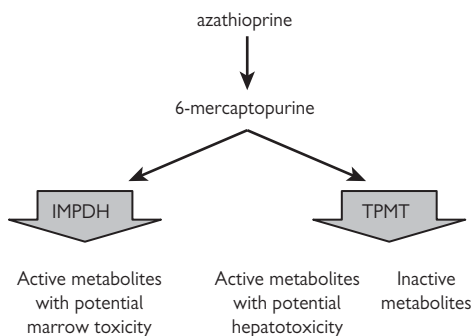 azathioprine
6-mercaptopurine
IMPDH
TPMT
Active metabolites
with potential
marrow toxicity
Active metabolites
with potential
hepatotoxicity
Inactive
metabolites